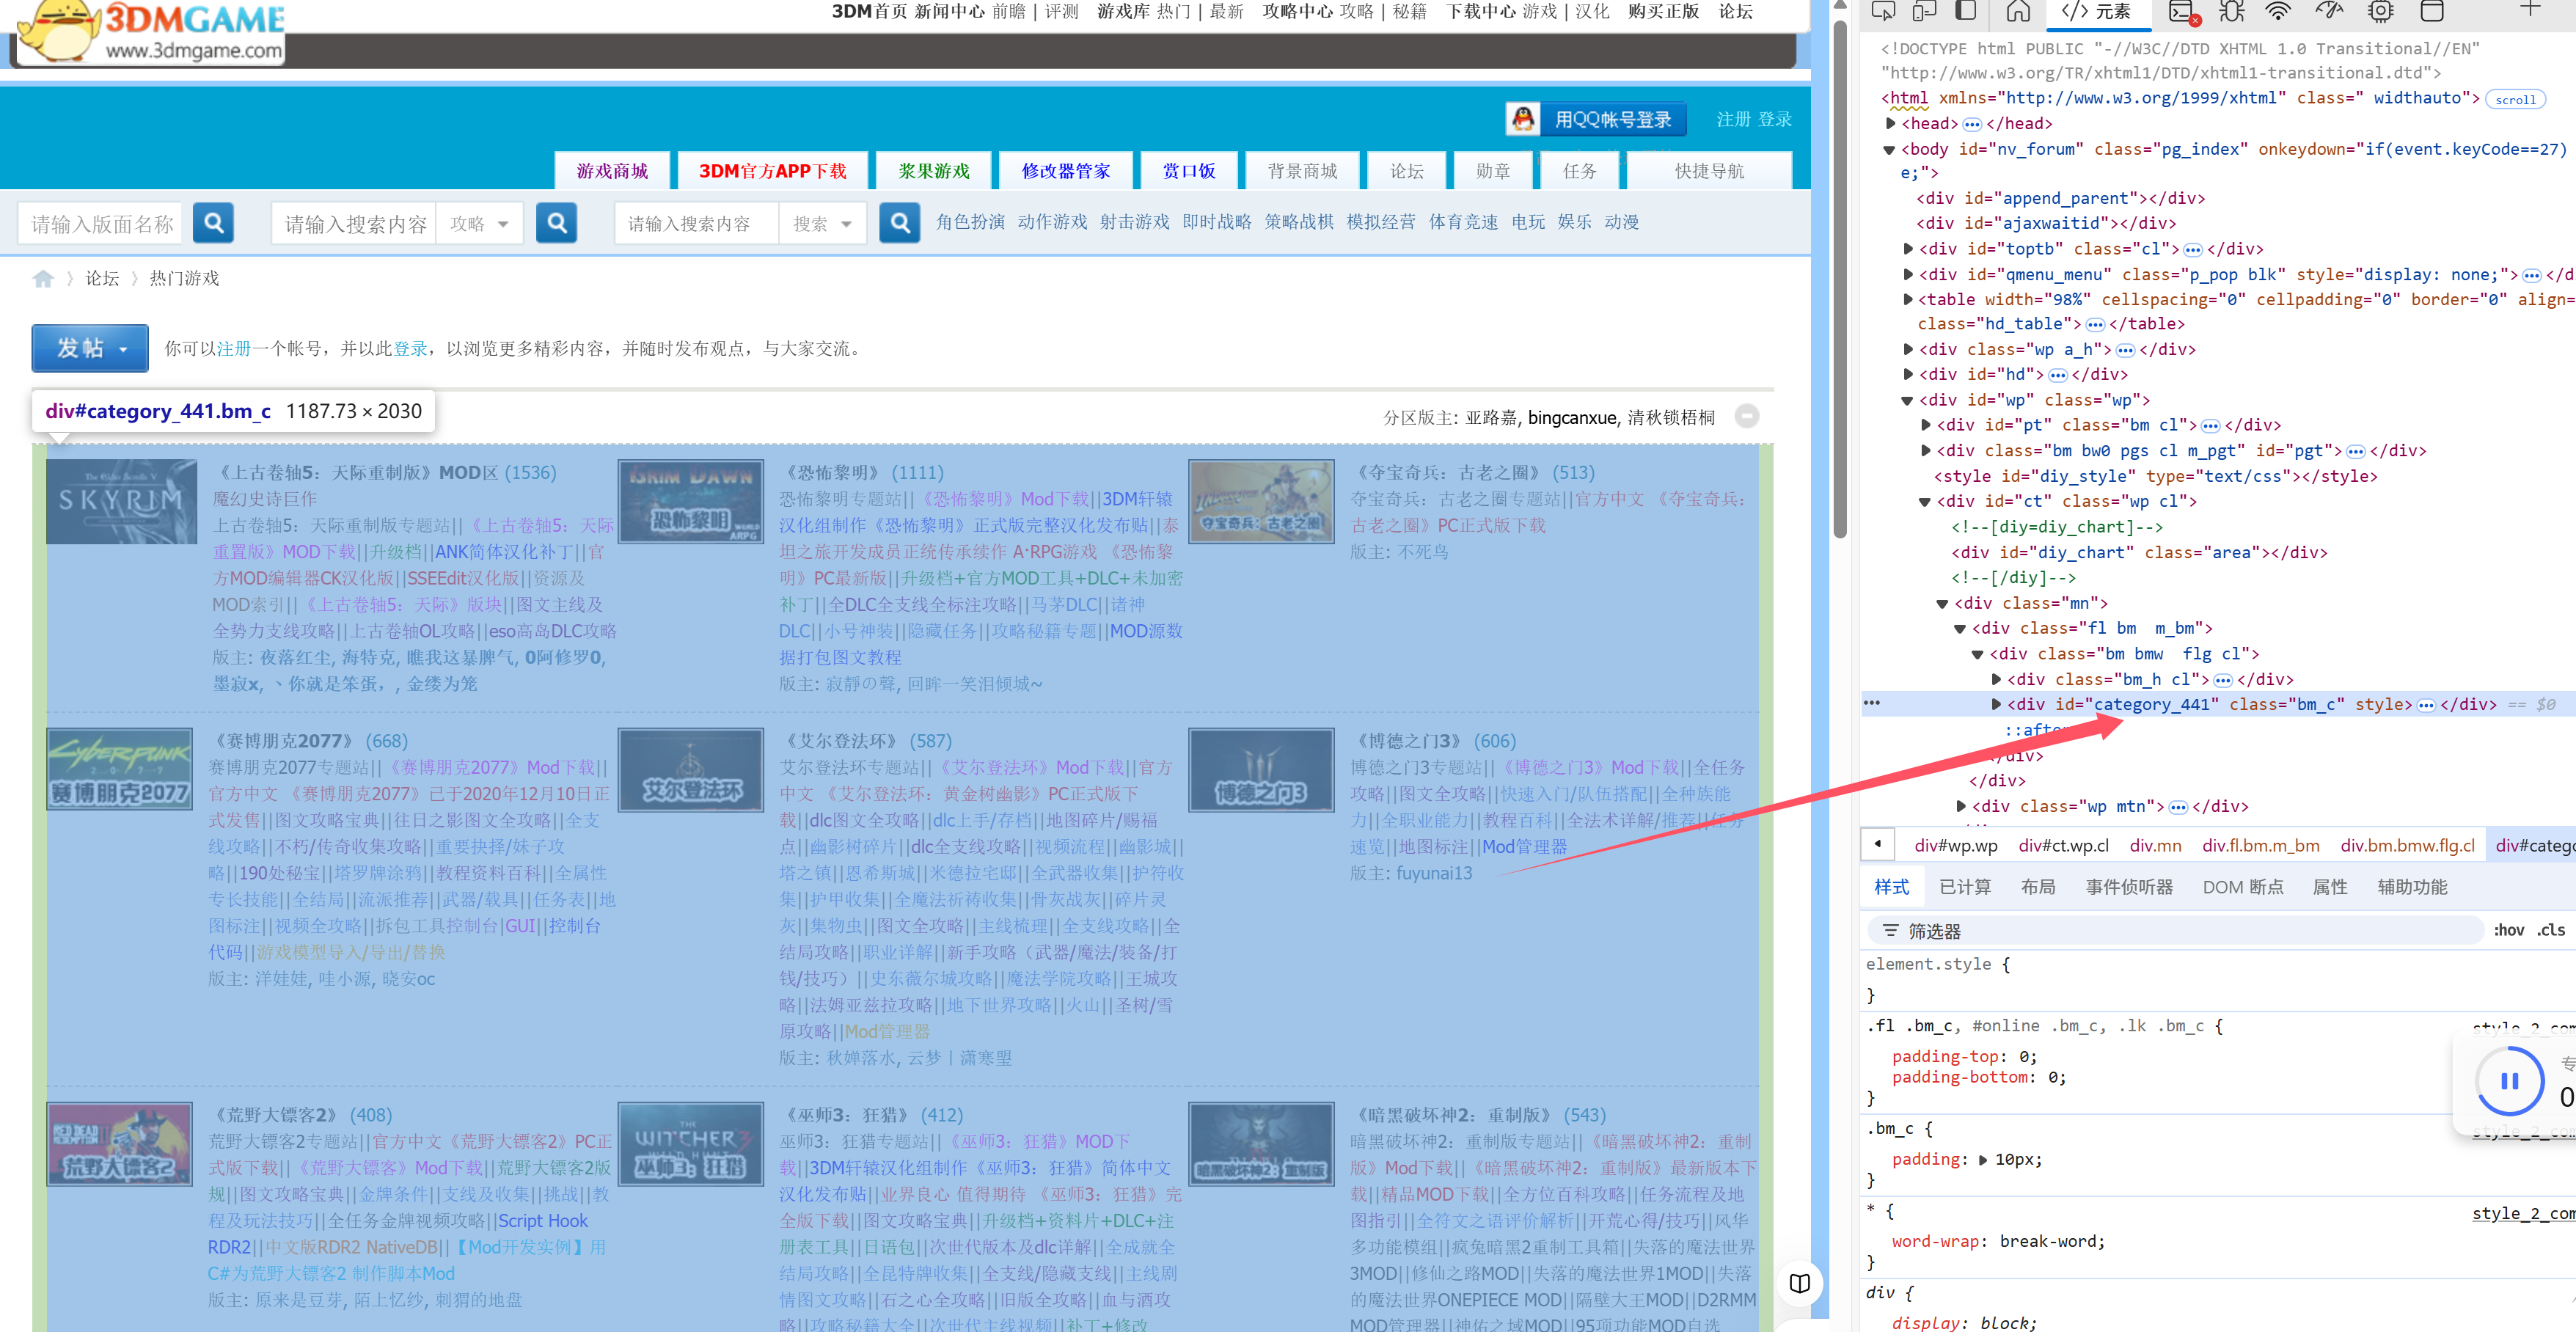 3DMGAME
www.3dmgame.com
3DM首页 新闻中心 前瞻 | 评测 游戏库 热门 | 最新 攻略中心 攻略 | 秘籍 下载中心 游戏 | 汉化 购买正版 论坛
用QQ帐号登录 注册 登录
游戏商城 3DM官方APP下载 浆果游戏 修改器管家 赏口饭 背景商城 论坛 勋章 任务 快捷导航
请输入版面名称 请输入搜索内容 攻略 请输入搜索内容 搜索 角色扮演 动作游戏 射击游戏 即时战略 策略战棋 模拟经营 体育竞速 电玩 娱乐 动漫
论坛 〉 热门游戏
发帖 你可以注册一个帐号，并以此登录，以浏览更多精彩内容，并随时发布观点，与大家交流。
div#category_441.bm_c 1187.73 × 2030
分区版主: 亚路嘉, bingcanxue, 清秋锁梧桐
The Elder Scrolls V
SKYRIM
《上古卷轴5：天际重制版》MOD区 (1536)
魔幻史诗巨作
上古卷轴5：天际重制版专题站||《上古卷轴5：天际
重置版》MOD下载||升级档||ANK简体汉化补丁||官
方MOD编辑器CK汉化版||SSEEdit汉化版||资源及
MOD索引||《上古卷轴5：天际》版块||图文主线及
全势力支线攻略||上古卷轴OL攻略||eso高岛DLC攻略
版主: 夜落红尘, 海特克, 瞧我这暴脾气, 0阿修罗0,
墨寂x, 丶你就是笨蛋，, 金缕为笼
GRIM DAWN
恐怖黎明
WORLD
ARPG
《恐怖黎明》 (1111)
恐怖黎明专题站||《恐怖黎明》Mod下载||3DM轩辕
汉化组制作《恐怖黎明》正式版完整汉化发布贴||泰
坦之旅开发成员正统传承续作 A·RPG游戏 《恐怖黎
明》PC最新版||升级档+官方MOD工具+DLC+未加密
补丁||全DLC全支线全标注攻略||马茅DLC||诸神
DLC||小号神装||隐藏任务||攻略秘籍专题||MOD源数
据打包图文教程
版主: 寂靜の聲, 回眸一笑泪倾城~
夺宝奇兵：古老之圈
《夺宝奇兵：古老之圈》 (513)
夺宝奇兵：古老之圈专题站||官方中文 《夺宝奇兵：
古老之圈》PC正式版下载
版主: 不死鸟
CYBERPUNK
2·0·7·7
赛博朋克2077
《赛博朋克2077》 (668)
赛博朋克2077专题站||《赛博朋克2077》Mod下载||
官方中文 《赛博朋克2077》已于2020年12月10日正
式发售||图文攻略宝典||往日之影图文全攻略||全支
线攻略||不朽/传奇收集攻略||重要抉择/妹子攻
略||190处秘宝||塔罗牌涂鸦||教程资料百科||全属性
专长技能||全结局||流派推荐||武器/载具||任务表||地
图标注||视频全攻略||拆包工具控制台|GUI||控制台
代码||游戏模型导入/导出/替换
版主: 洋娃娃, 哇小源, 晓安oc
艾尔登法环
《艾尔登法环》 (587)
艾尔登法环专题站||《艾尔登法环》Mod下载||官方
中文 《艾尔登法环：黄金树幽影》PC正式版下
载||dlc图文全攻略||dlc上手/存档||地图碎片/赐福
点||幽影树碎片||dlc全支线攻略||视频流程||幽影城||
塔之镇||恩希斯城||米德拉宅邸||全武器收集||护符收
集||护甲收集||全魔法祈祷收集||骨灰战灰||碎片灵
灰||集物虫||图文全攻略||主线梳理||全支线攻略||全
结局攻略||职业详解||新手攻略（武器/魔法/装备/打
钱/技巧）||史东薇尔城攻略||魔法学院攻略||王城攻
略||法姆亚兹拉攻略||地下世界攻略||火山||圣树/雪
原攻略||Mod管理器
版主: 秋婵落水, 云梦丨潇寒曌
博德之门3
《博德之门3》 (606)
博德之门3专题站||《博德之门3》Mod下载||全任务
攻略||图文全攻略||快速入门/队伍搭配||全种族能
力||全职业能力||教程百科||全法术详解/推荐||任务
速览||地图标注||Mod管理器
版主: fuyunai13
RED DEAD
REDEMPTION
荒野大镖客2
《荒野大镖客2》 (408)
荒野大镖客2专题站||官方中文《荒野大镖客2》PC正
式版下载||《荒野大镖客》Mod下载||荒野大镖客2版
规||图文攻略宝典||金牌条件||支线及收集||挑战||教
程及玩法技巧||全任务金牌视频攻略||Script Hook
RDR2||中文版RDR2 NativeDB||【Mod开发实例】用
C#为荒野大镖客2 制作脚本Mod
版主: 原来是豆芽, 陌上忆纱, 刺猬的地盘
THE
WITCHER 3
WILD HUNT
巫师3：狂猎
《巫师3：狂猎》 (412)
巫师3：狂猎专题站||《巫师3：狂猎》MOD下
载||3DM轩辕汉化组制作《巫师3：狂猎》简体中文
汉化发布贴||业界良心 值得期待 《巫师3：狂猎》完
全版下载||图文攻略宝典||升级档+资料片+DLC+注
册表工具||日语包||次世代版本及dlc详解||全成就全
结局攻略||全昆特牌收集||全支线/隐藏支线||主线剧
情图文攻略||石之心全攻略||旧版全攻略||血与酒攻
略||攻略秘籍大全||次世代主线视频||补丁+修改
暗黑破坏神2：重制版
《暗黑破坏神2：重制版》 (543)
暗黑破坏神2：重制版专题站||《暗黑破坏神2：重制
版》Mod下载||《暗黑破坏神2：重制版》最新版本下
载||精品MOD下载||全方位百科攻略||任务流程及地
图指引||全符文之语评价解析||开荒心得/技巧||风华
多功能模组||疯兔暗黑2重制工具箱||失落的魔法世界
3MOD||修仙之路MOD||失落的魔法世界1MOD||失落
的魔法世界ONEPIECE MOD||隔壁大王MOD||D2RMM
MOD管理器||神佑之域MOD||95项功能MOD自选
</> 元素
<!DOCTYPE html PUBLIC "-//W3C//DTD XHTML 1.0 Transitional//EN"
"http://www.w3.org/TR/xhtml1/DTD/xhtml1-transitional.dtd">
<html xmlns="http://www.w3.org/1999/xhtml" class=" widthauto"> scroll
<head> ••• </head>
<body id="nv_forum" class="pg_index" onkeydown="if(event.keyCode==27)
e;">
<div id="append_parent"></div>
<div id="ajaxwaitid"></div>
<div id="toptb" class="cl"> ••• </div>
<div id="qmenu_menu" class="p_pop blk" style="display: none;"> ••• </d
<table width="98%" cellspacing="0" cellpadding="0" border="0" align=
class="hd_table"> ••• </table>
<div class="wp a_h"> ••• </div>
<div id="hd"> ••• </div>
<div id="wp" class="wp">
<div id="pt" class="bm cl"> ••• </div>
<div class="bm bw0 pgs cl m_pgt" id="pgt"> ••• </div>
<style id="diy_style" type="text/css"></style>
<div id="ct" class="wp cl">
<!--[diy=diy_chart]-->
<div id="diy_chart" class="area"></div>
<!--[/diy]-->
<div class="mn">
<div class="fl bm  m_bm">
<div class="bm bmw  flg cl">
<div class="bm_h cl"> ••• </div>
••• <div id="category_441" class="bm_c" style> ••• </div> == $0
::after
</div>
</div>
<div class="wp mtn"> ••• </div>
div#wp.wp div#ct.wp.cl div.mn div.fl.bm.m_bm div.bm.bmw.flg.cl div#catego
样式 已计算 布局 事件侦听器 DOM 断点 属性 辅助功能
筛选器 :hov .cls
element.style {
}
.fl .bm_c, #online .bm_c, .lk .bm_c { style_2_com
padding-top: 0;
padding-bottom: 0;
}
.bm_c { style_2_com
padding: 10px;
}
* { style_2_com
word-wrap: break-word;
}
div {
display: block;